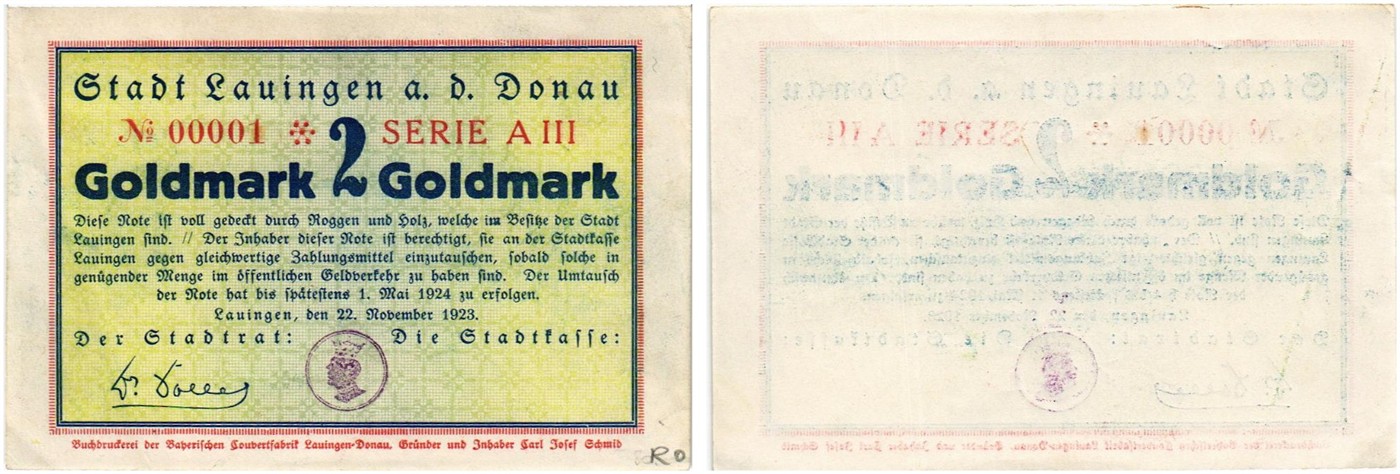 Stadt Lauingen a. d. Donau
№ 00001 ❊ 2 SERIE A III
Goldmark Goldmark
Diese Note ist voll gedeckt durch Roggen und Holz, welche im Besitze der Stadt
Lauingen sind. // Der Inhaber dieser Note ist berechtigt, sie an der Stadtkasse
Lauingen gegen gleichwertige Zahlungsmittel einzutauschen, sobald solche in
genügender Menge im öffentlichen Geldverkehr zu haben sind. Der Umtausch
der Note hat bis spätestens 1. Mai 1924 zu erfolgen.
Lauingen, den 22. November 1923.
Der Stadtrat: Die Stadtkasse:
Buchdruckerei der Bayerischen Couvertfabrik Lauingen-Donau. Gründer und Inhaber Carl Josef Schmid